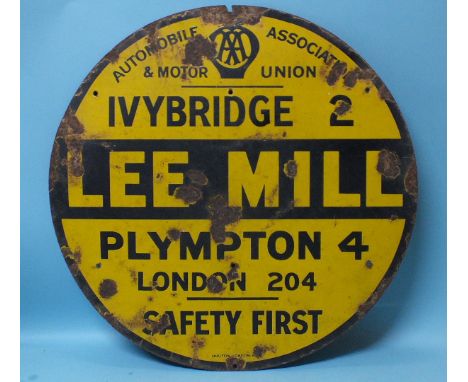 AUTOMOBILE AA ASSOCIATION
& MOTOR UNION
IVYBRIDGE 2
LEE MILL
PLYMPTON 4
LONDON 204
SAFETY FIRST